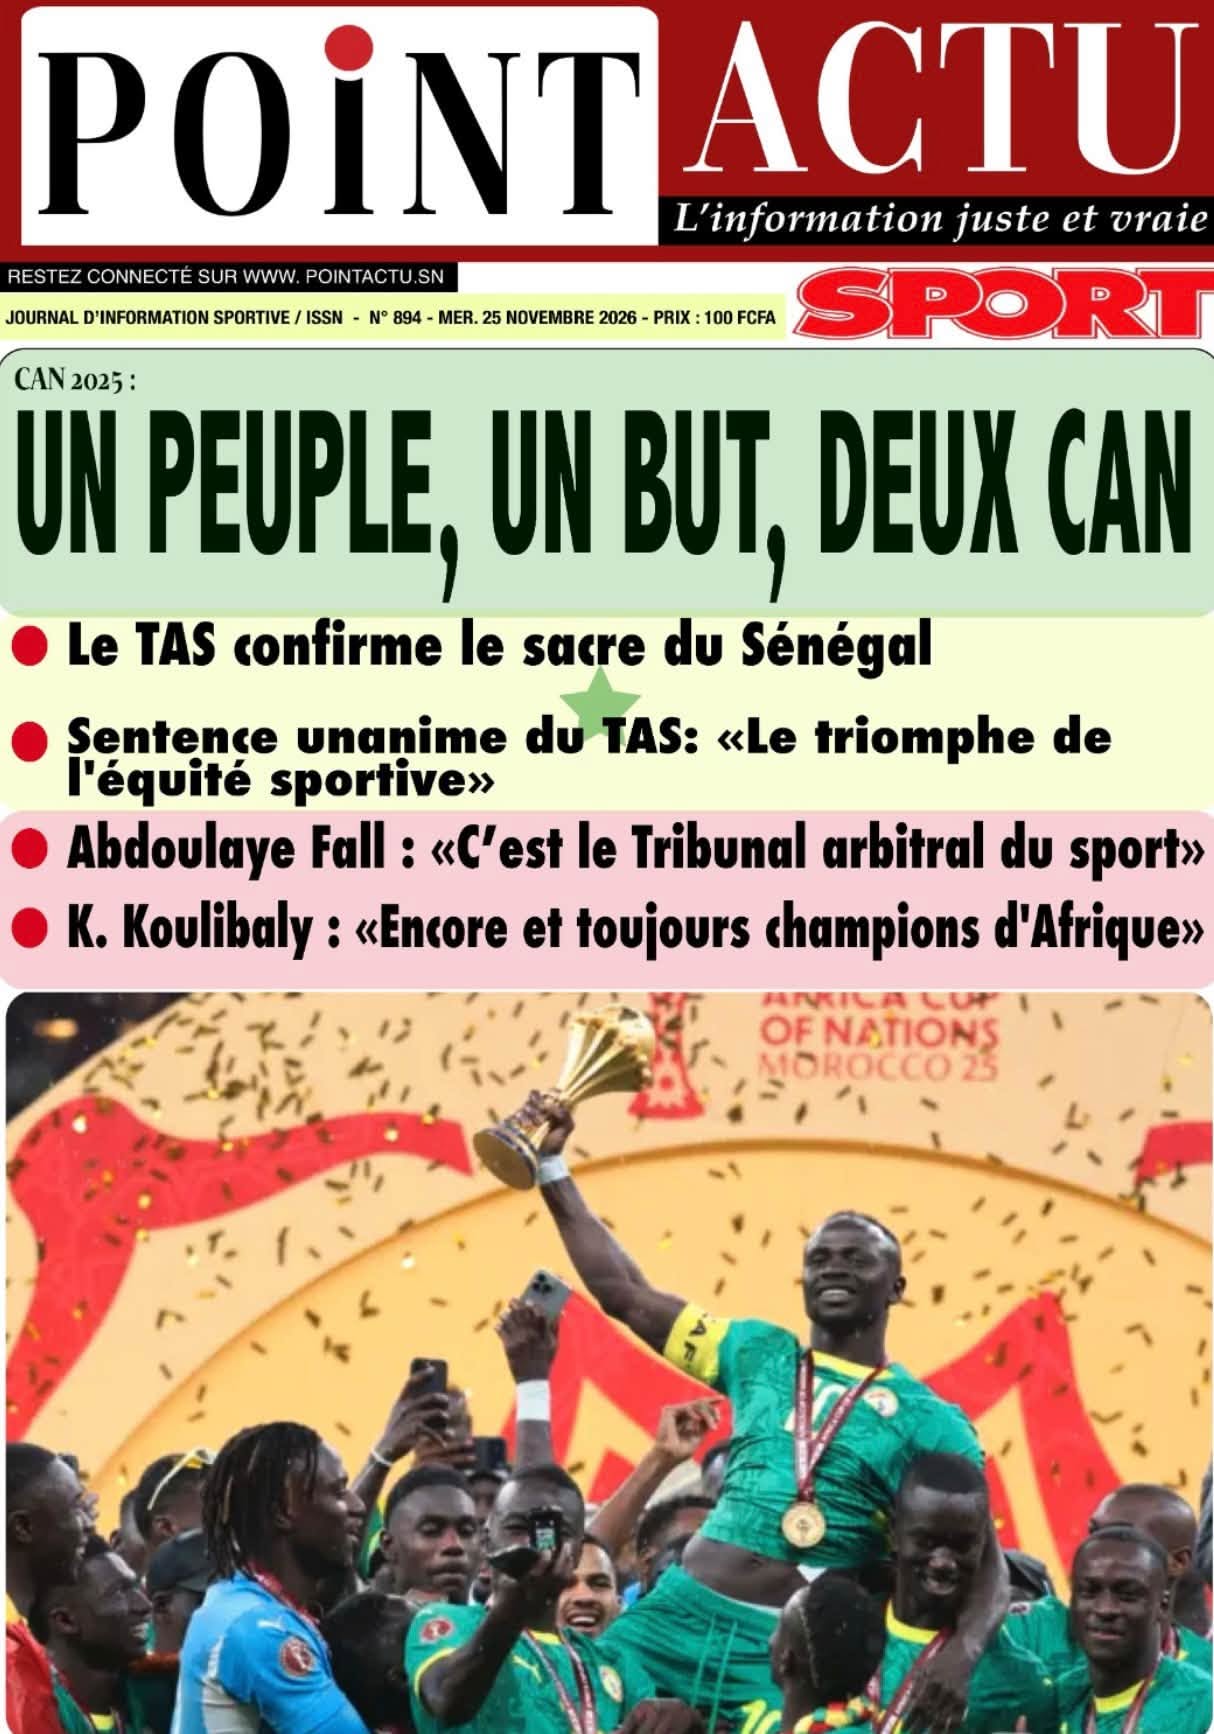 POiNT ACTU
L'information juste et vraie
RESTEZ CONNECTÉ SUR WWW. POINTACTU.SN
SPORT
JOURNAL D'INFORMATION SPORTIVE / ISSN - N° 894 - MER. 25 NOVEMBRE 2026 - PRIX : 100 FCFA
CAN 2025 :
UN PEUPLE, UN BUT, DEUX CAN
Le TAS confirme le sacre du Sénégal
Sentence unanime du TAS: «Le triomphe de
l'équité sportive»
Abdoulaye Fall : «C’est le Tribunal arbitral du sport»
K. Koulibaly : «Encore et toujours champions d'Afrique»
AFRICA CUP
OF NATIONS
MOROCCO 25